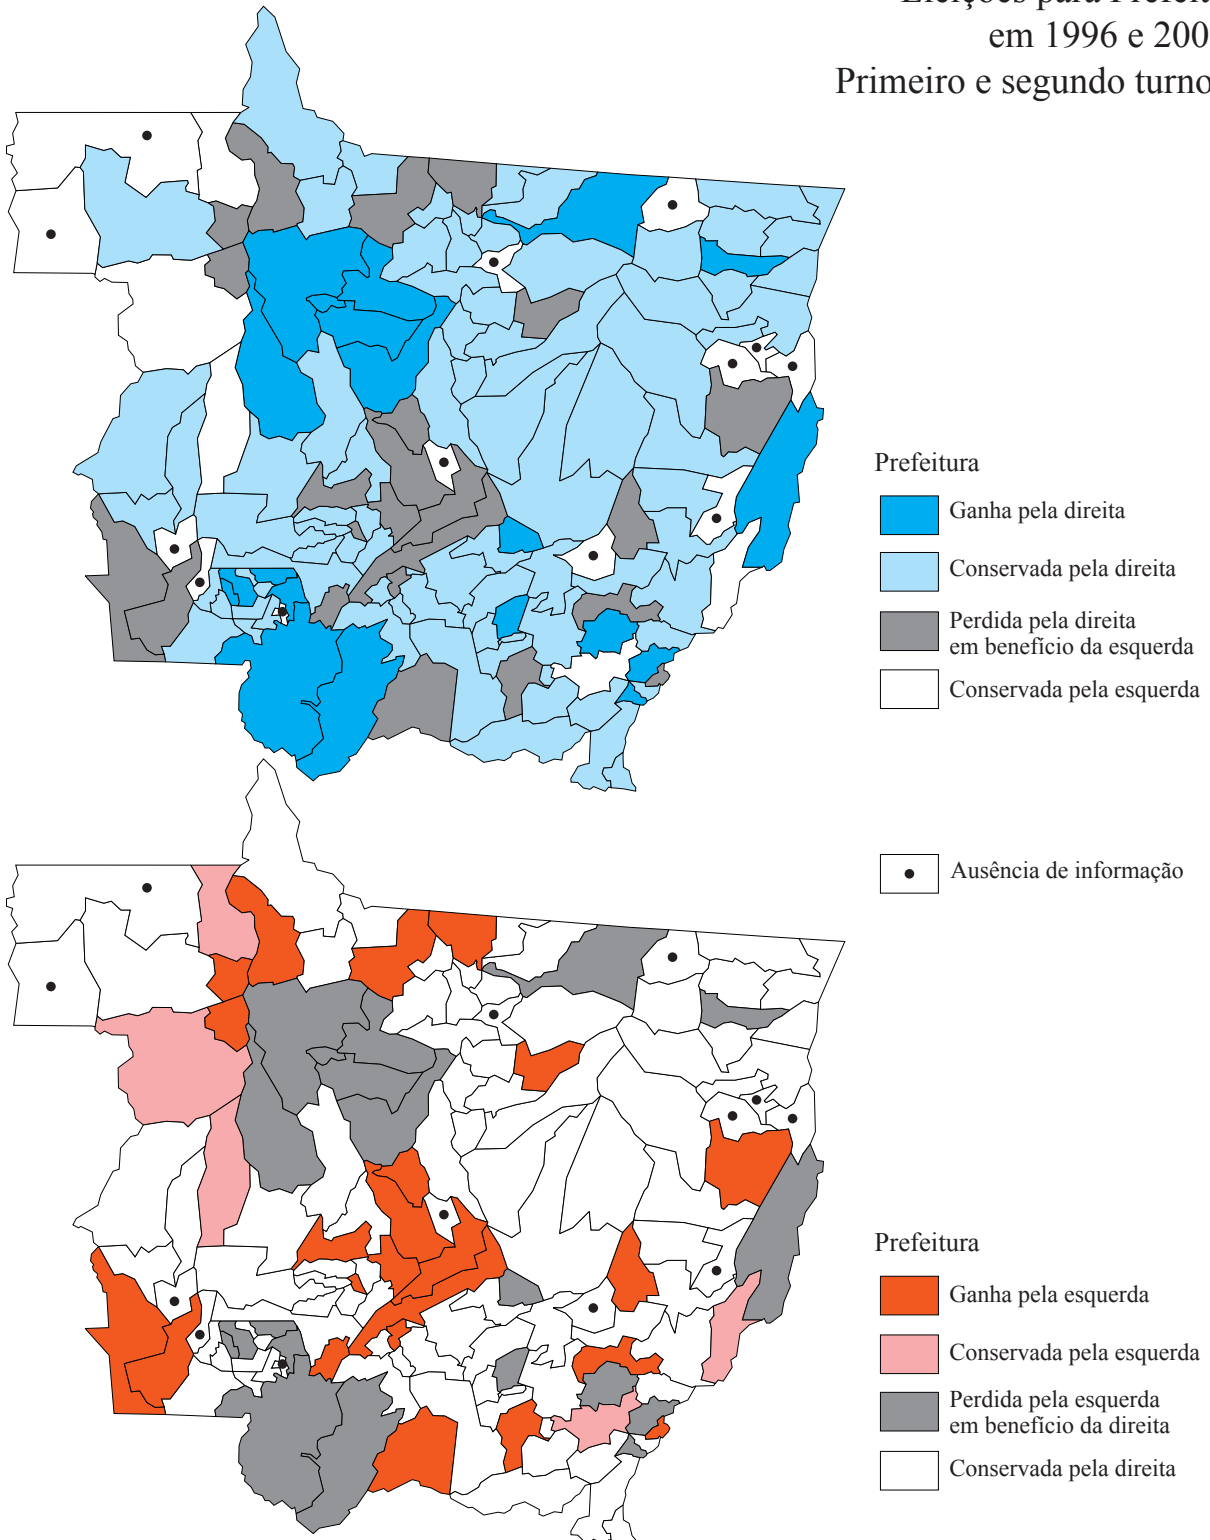 Eleições para
em 1996 e
Primeiro e segundo
Prefeitura
Ganha pela direita
Conservada pela direita
Perdida pela direita
em benefício da esquerda
Conservada pela esquerda
Ausência de informação
Prefeitura
Ganha pela esquerda
Conservada pela esquerda
Perdida pela esquerda
em benefício da direita
Conservada pela direita